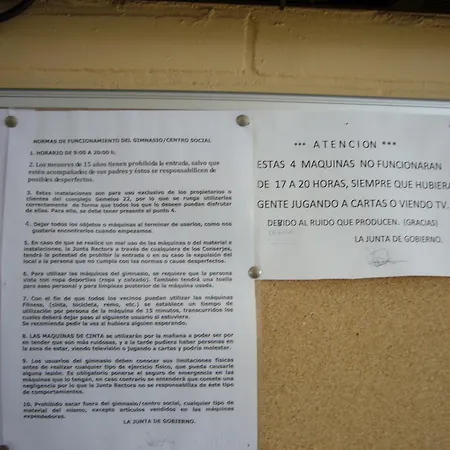 NORMAS DE FUNCIONAMIENTO DEL GIMNASIO/CENTRO SOCIAL
1. HORARIO DE 9:00 A 20:00 h.
2. Los menores de 15 años tienen prohibida la entrada, salvo que
estén acompañados de sus padres y éstos se responsabilicen de
posibles desperfectos.
3. Estas instalaciones son para uso exclusivo de los propietarios o
clientes del complejo Genelos 22, por lo que se ruega utilizarlos
correctamente de forma que todos los que lo deseen puedan disfrutar
de ellas. Para ello, se debe tener presente el punto 4.
4. Dejar todos los objetos o máquinas al terminar de usarlos, como nos
gustaría encontrarlos cuando empezamos.
5. En caso de que se realice un mal uso de las máquinas o del material e
instalación, la Junta Rectora a través de cualquiera de los Conserjes,
tendrá la potestad de prohibir la entrada o en su caso la expulsión del
local a la persona que no cumpla con las normas o cause desperfectos.
6. Para utilizar las máquinas del gimnasio, se requiere que la persona
vista con ropa deportiva (ropa y calzado). También tendrá una toalla
para aseo personal y para limpieza posterior de la máquina usada.
7. Con el fin de que todos los vecinos puedan utilizar las máquinas
Fitness, (cinta, bicicleta, remo, etc.) se establece un tiempo de
utilización por persona de la máquina de 15 minutos, transcurridos los
cuales deberá dejar paso al siguiente usuario si estuviera.
Se recomienda pedir la vez si hubiera alguien esperando.
8. LAS MAQUINAS DE CINTA se utilizarán por la mañana a poder ser por
en tender que son más ruidosas, y a la tarde pudiera haber personas en
la zona de estar, viendo televisión o jugando a cartas y podría molestar.
9. Los usuarios del gimnasio deben conocer sus limitaciones físicas
antes de realizar cualquier tipo de ejercicio físico, que pueda causarle
alguna lesión. Es obligatorio ponerse el seguro de emergencia en las
máquinas que lo tengan, en caso contrario se entenderá que comete una
negligencia por lo que la Junta Rectora no se responsabiliza de éste tipo
de comportamientos.
10. Prohibido sacar fuera del gimnasio/centro social, cualquier tipo de
material del mismo, excepto artículos vendidos en las máquinas
expendedoras.
LA JUNTA DE GOBIERNO.
*** ATENCION ***
ESTAS 4 MAQUINAS NO FUNCIONARAN
DE 17 A 20 HORAS, SIEMPRE QUE HUBIERA
GENTE JUGANDO A CARTAS O VIENDO TV.
DEBIDO AL RUIDO QUE PRODUCEN. (GRACIAS)
LA JUNTA DE GOBIERNO.